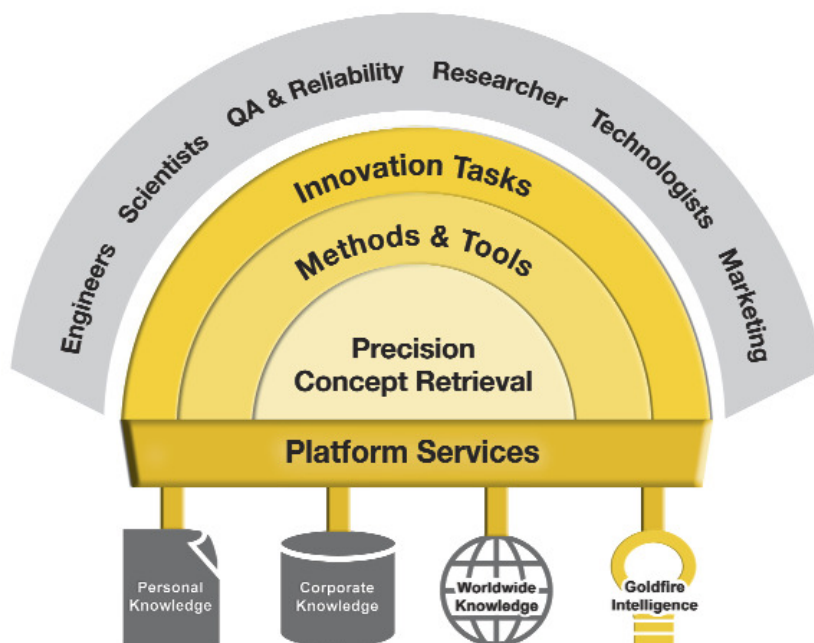 Engineers
Scientists
QA & Reliability
Researcher
Technologists
Marketing
Innovation Tasks
Methods & Tools
Precision
Concept Retrieval
Platform Services
Personal
Knowledge
Corporate
Knowledge
Worldwide
Knowledge
Goldfire
Intelligence